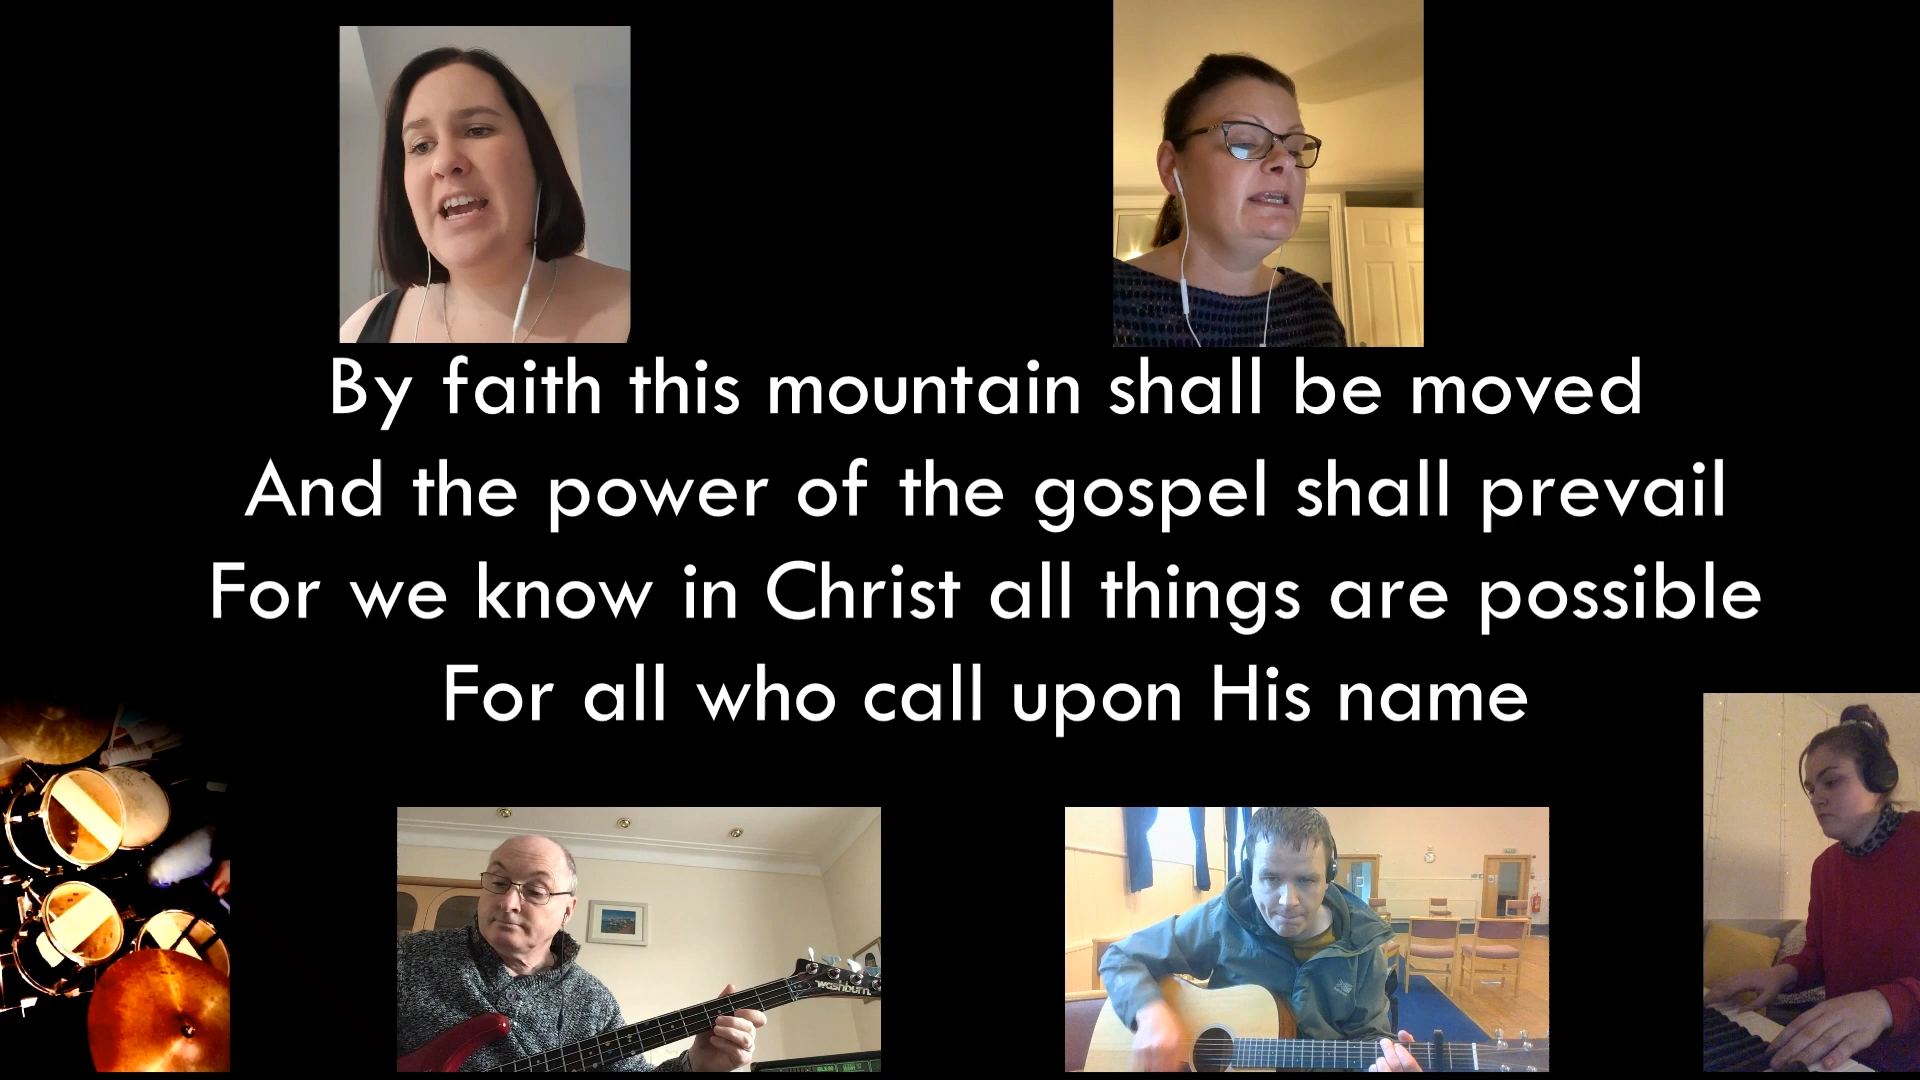 By faith this mountain shall be moved
And the power of the gospel shall prevail
For we know in Christ all things are possible
For all who call upon His name
washburn